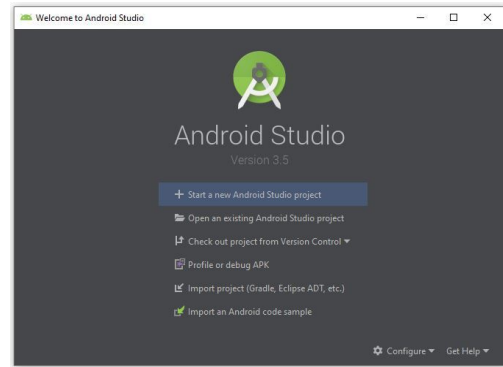 Welcome to Android Studio
Android Studio
Version 3.5
Start a new Android Studio project
Open an existing Android Studio project
Check out project from Version Control
Profile or debug APK
Import project (Gradle, Eclipse ADT, etc.)
Import an Android code sample
Configure Get Help